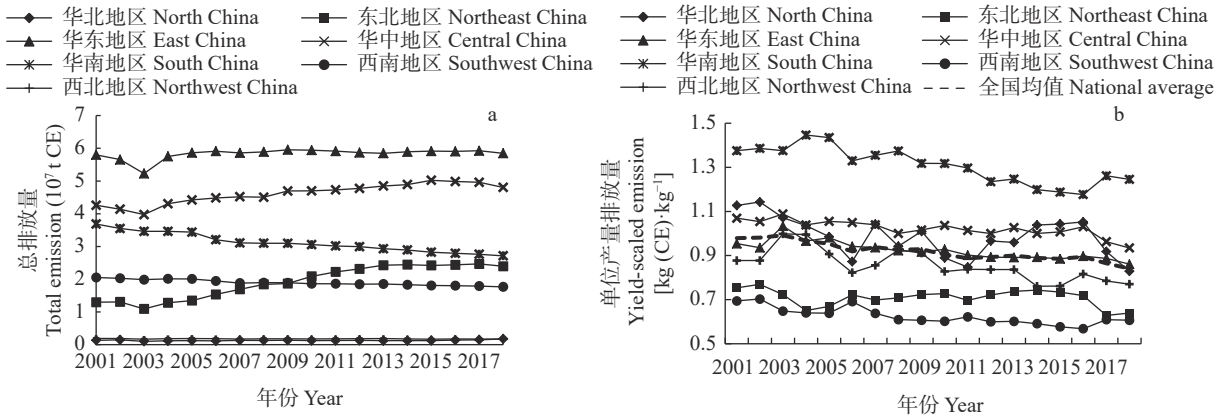 华北地区 North China
东北地区 Northeast China
华东地区 East China
华中地区 Central China
华南地区 South China
西南地区 Southwest China
西北地区 Northwest China
a
总排放量
Total emission (10⁷ t CE)
7
6
5
4
3
2
1
0
2001 2003 2005 2007 2009 2011 2013 2015 2017
年份 Year
华北地区 North China
东北地区 Northeast China
华东地区 East China
华中地区 Central China
华南地区 South China
西南地区 Southwest China
西北地区 Northwest China
全国均值 National average
b
单位产量排放量
Yield-scaled emission
[kg (CE)·kg⁻¹]
1.5
1.3
1.1
0.9
0.7
0.5
2001 2003 2005 2007 2009 2011 2013 2015 2017
年份 Year